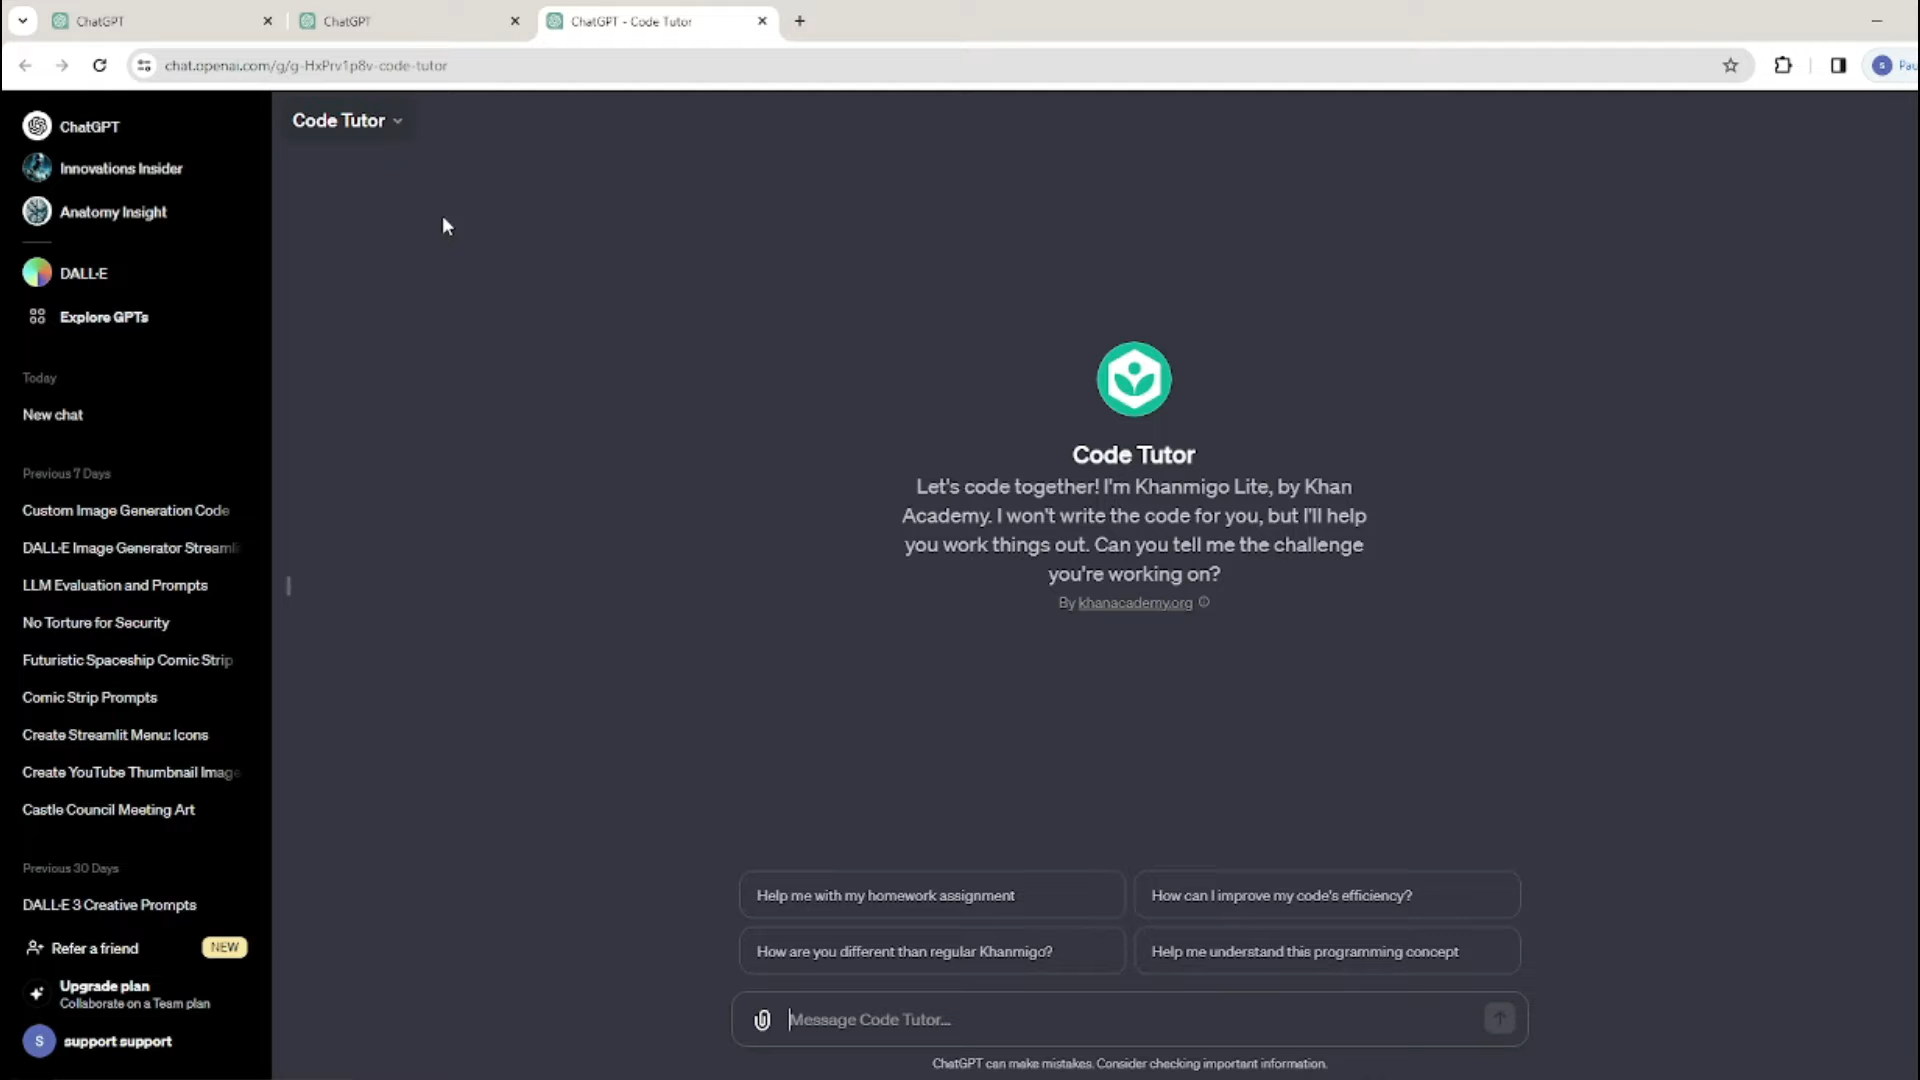 ChatGPT
ChatGPT
ChatGPT - Code Tutor
chat.openai.com/g/g-HxPrv1p8v-code-tutor
S
ChatGPT
Innovations Insider
Anatomy Insight
DALL·E
Explore GPTs
Today
New chat
Previous 7 Days
Custom Image Generation Code
DALL·E Image Generator
LLM Evaluation and Prompts
No Torture for Security
Futuristic Spaceship Comic Strip
Comic Strip Prompts
Create Streamlit Menu: Icons
Create YouTube Thumbnail Image
Castle Council Meeting Art
Previous 30 Days
DALL·E 3 Creative Prompts
Refer a friend NEW
Upgrade plan
Collaborate on a Team plan
S support support
Code Tutor
Code Tutor
Let's code together! I'm Khanmigo Lite, by Khan
Academy. I won't write the code for you, but I'll help
you work things out. Can you tell me the challenge
you're working on?
By khanacademy.org
Help me with my homework assignment
How can I improve my code's efficiency?
How are you different than regular Khanmigo?
Help me understand this programming concept
Message Code Tutor...
ChatGPT can make mistakes. Consider checking important information.